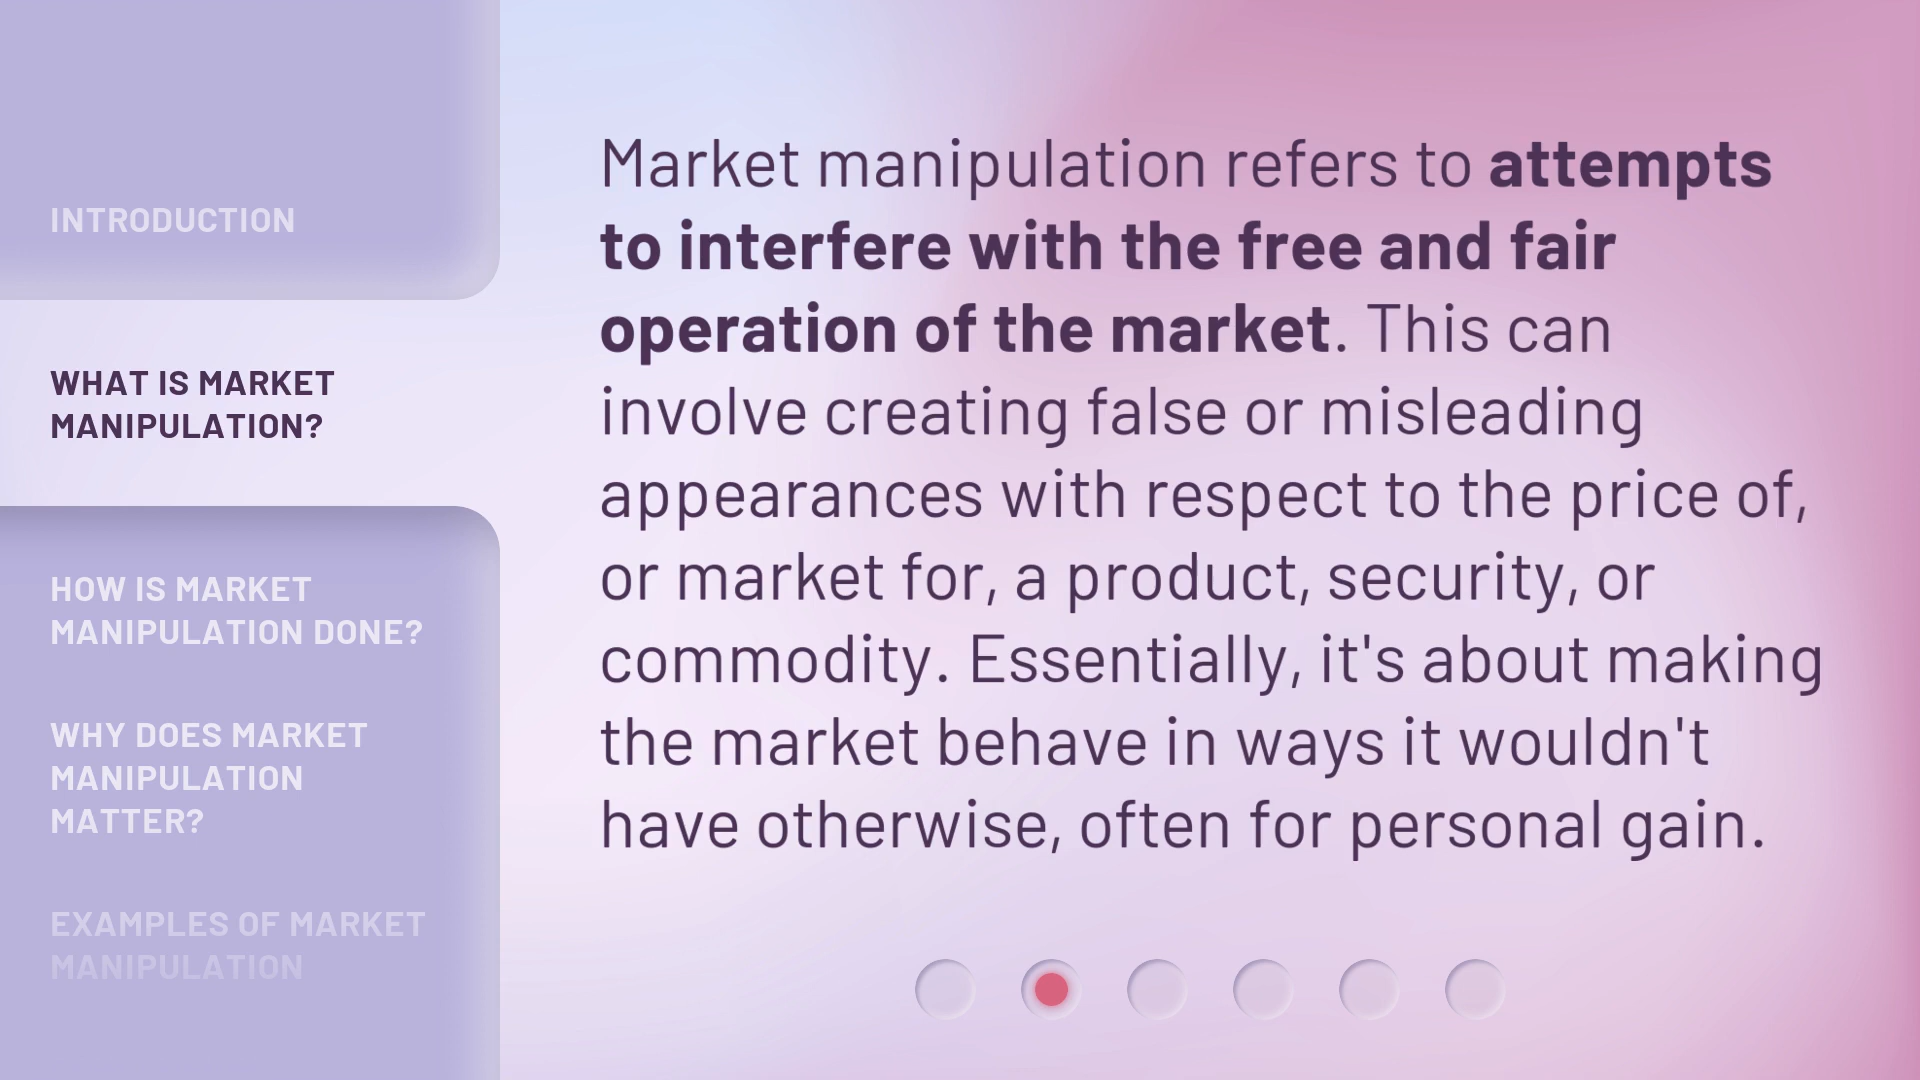 INTRODUCTION
WHAT IS MARKET
MANIPULATION?
HOW IS MARKET
MANIPULATION DONE?
WHY DOES MARKET
MANIPULATION
MATTER?
EXAMPLES OF MARKET
MANIPULATION
Market manipulation refers to attempts
to interfere with the free and fair
operation of the market. This can
involve creating false or misleading
appearances with respect to the price of,
or market for, a product, security, or
commodity. Essentially, it's about making
the market behave in ways it wouldn't
have otherwise, often for personal gain.